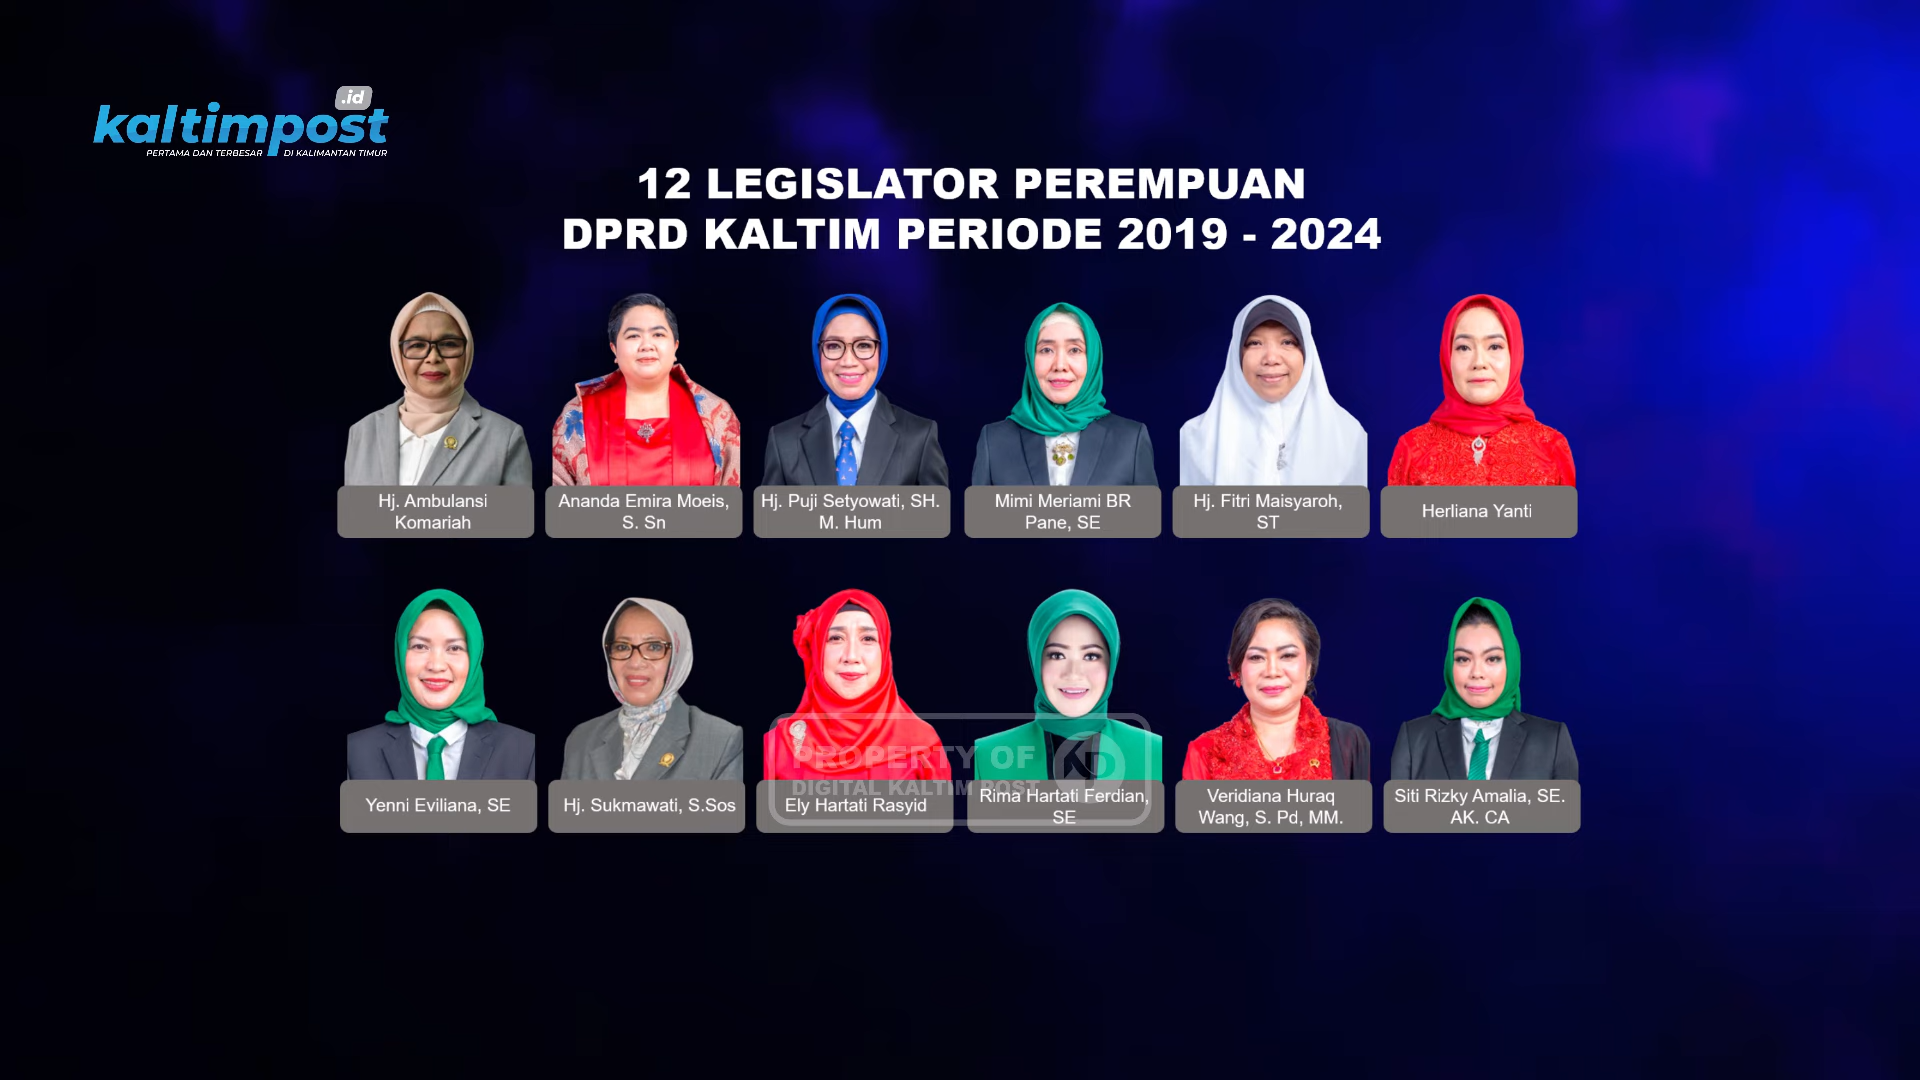 .id
kaltimpost
PERTAMA DAN TERBESAR DI KALIMANTAN TIMUR
12 LEGISLATOR PEREMPUAN
DPRD KALTIM PERIODE 2019 - 2024
Hj. Ambulansi
Komariah
Ananda Emira Moeis,
S. Sn
Hj. Puji Setyowati, SH.
M. Hum
Mimi Meriami BR
Pane, SE
Hj. Fitri Maisyaroh,
ST
Herliana Yanti
Yenni Eviliana, SE
Hj. Sukmawati, S.Sos
Ely Hartati Rasyid
Rima Hartati Ferdian,
SE
Veridiana Huraq
Wang, S. Pd, MM.
Siti Rizky Amalia, SE.
AK. CA
PROPERTY OF
DIGITAL KALTIM POST